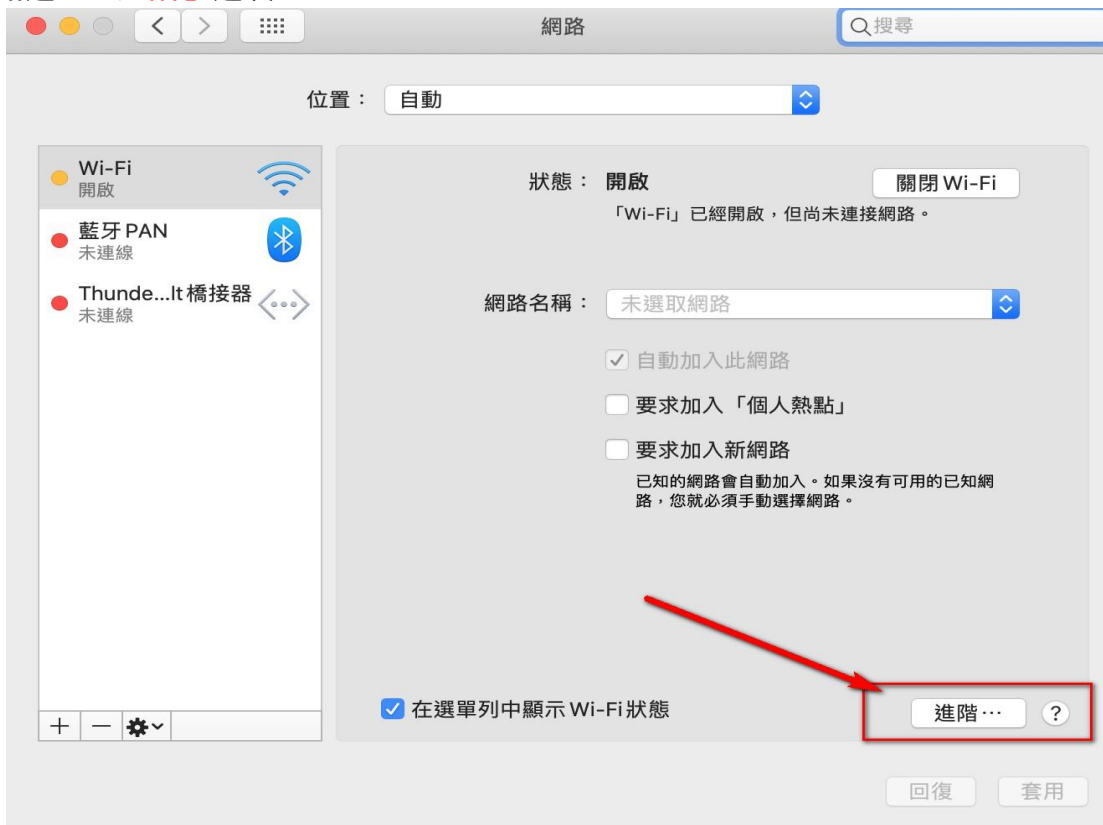 網路
搜尋
位置： 自動
Wi-Fi
開啟
藍牙 PAN
未連線
Thunde...lt 橋接器
未連線
狀態： 開啟
關閉 Wi-Fi
「Wi-Fi」已經開啟，但尚未連接網路。
網路名稱： 未選取網路
自動加入此網路
要求加入「個人熱點」
要求加入新網路
已知的網路會自動加入。如果沒有可用的已知網
路，您就必須手動選擇網路。
在選單列中顯示 Wi-Fi 狀態
進階…
?
回復
套用